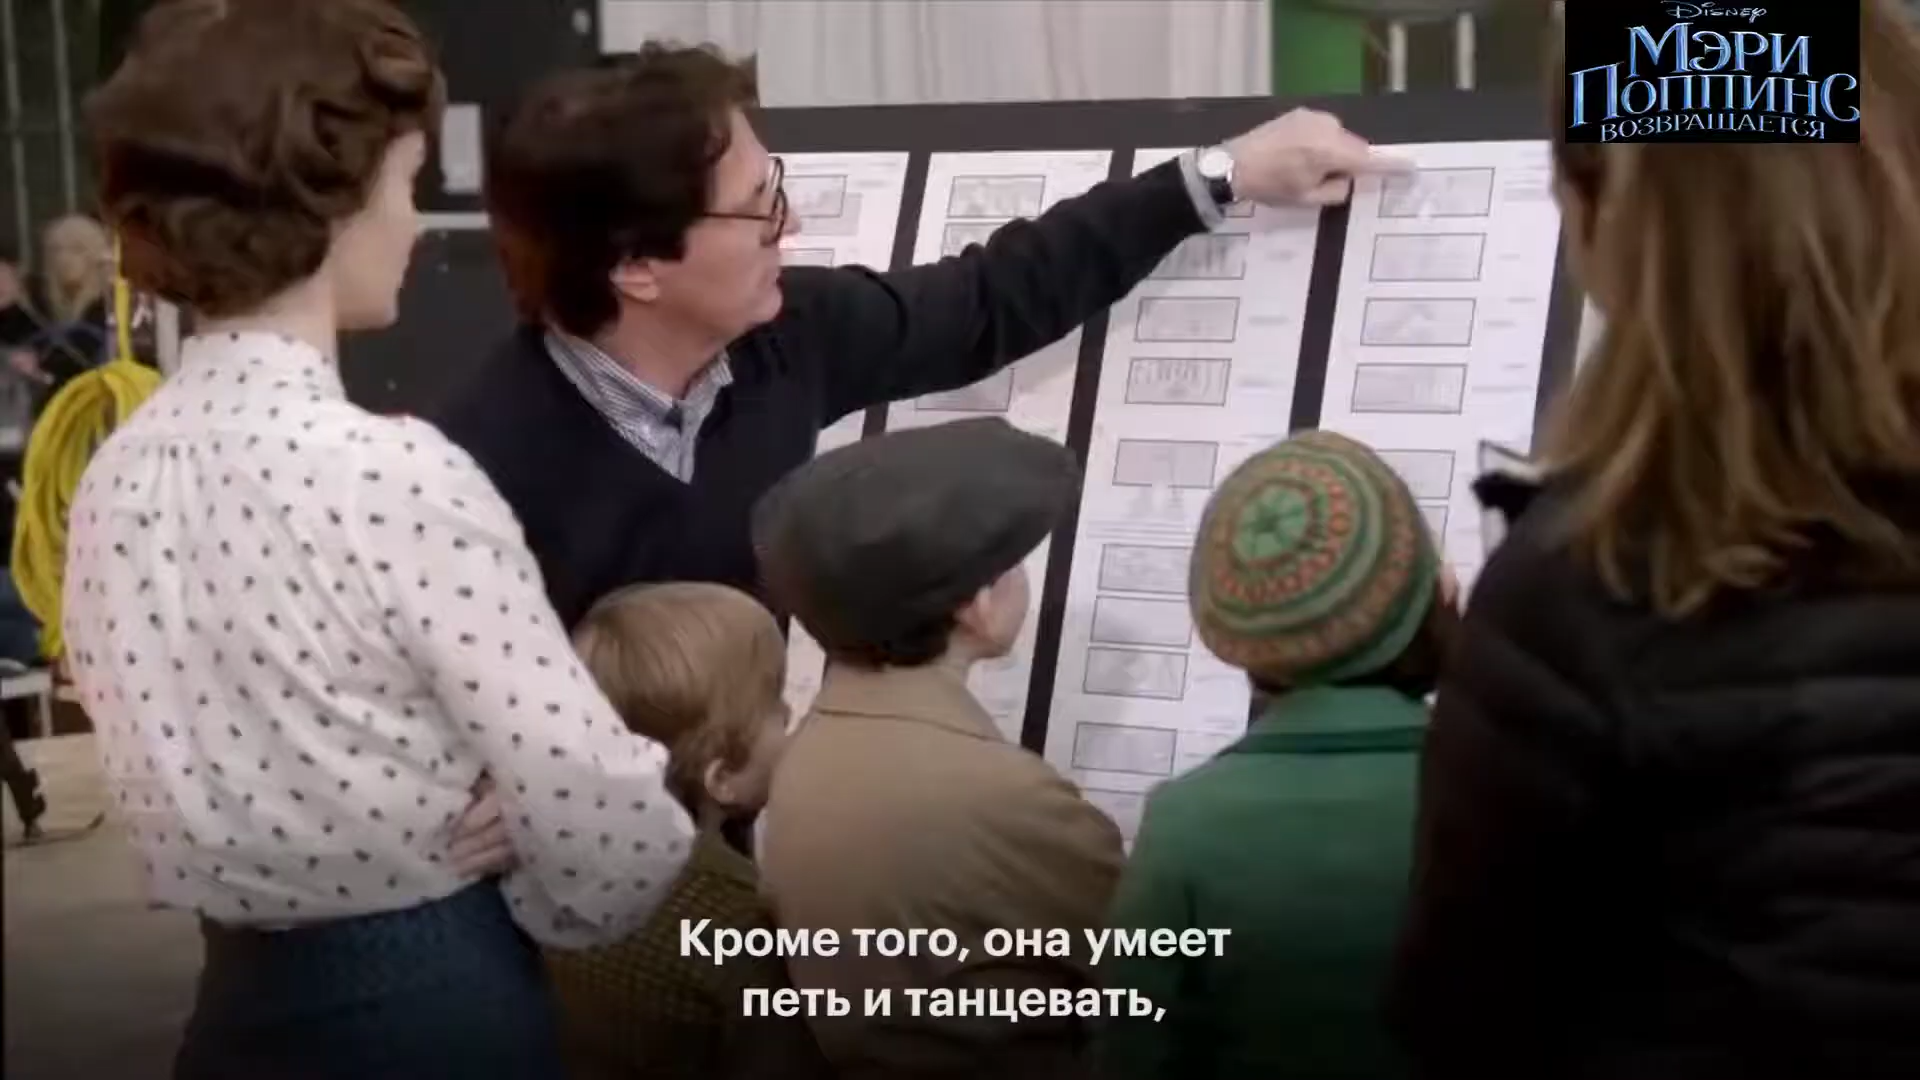 Disney
МЭРИ
ПОППИНС
ВОЗВРАЩАЕТСЯ
Кроме того, она умеет
петь и танцевать,